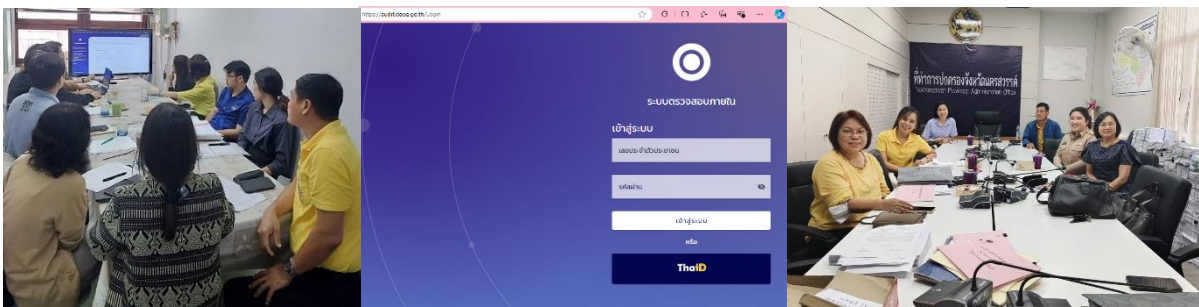 https://audit.dopa.go.th/Login
ระบบตรวจสอบภายใน
เข้าสู่ระบบ
เลขประจำตัวประชาชน
รหัสผ่าน
เข้าสู่ระบบ
หรือ
ThaID
ที่ทำการปกครองจังหวัดนครสวรรค์
Nakhonsawan Provincial Administration Office